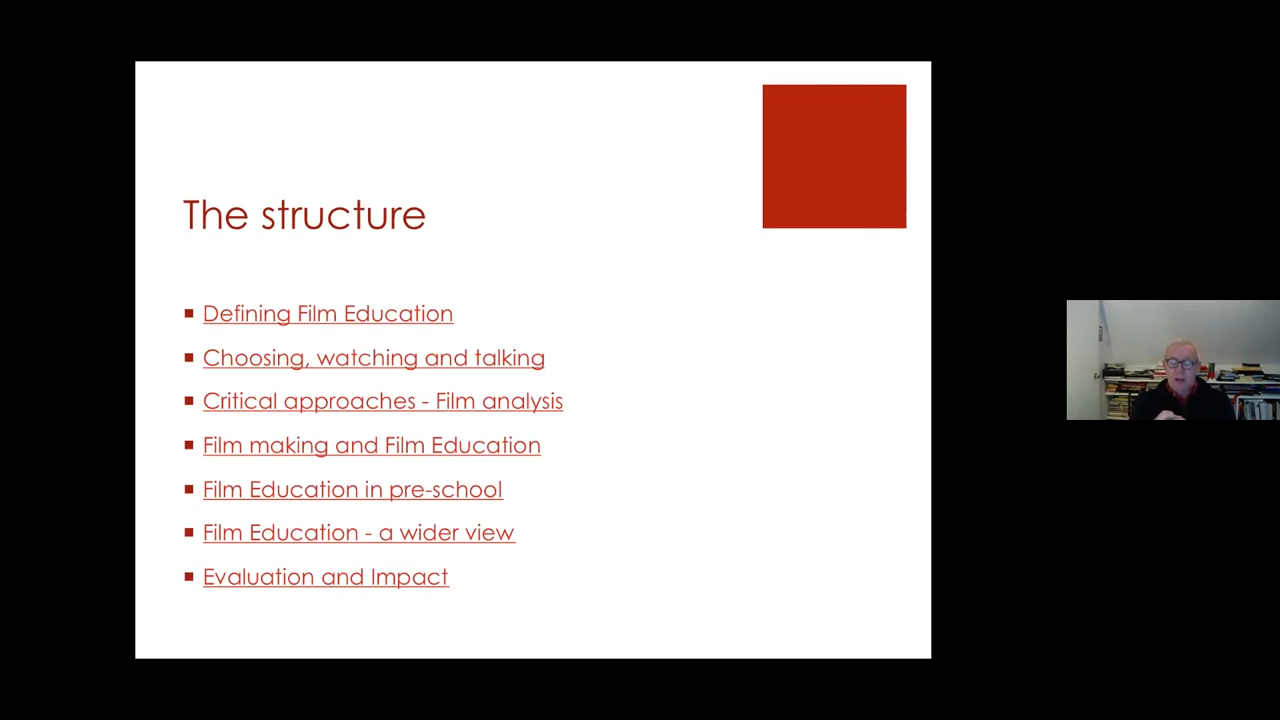 The structure
Defining Film Education
Choosing, watching and talking
Critical approaches - Film analysis
Film making and Film Education
Film Education in pre-school
Film Education - a wider view
Evaluation and Impact